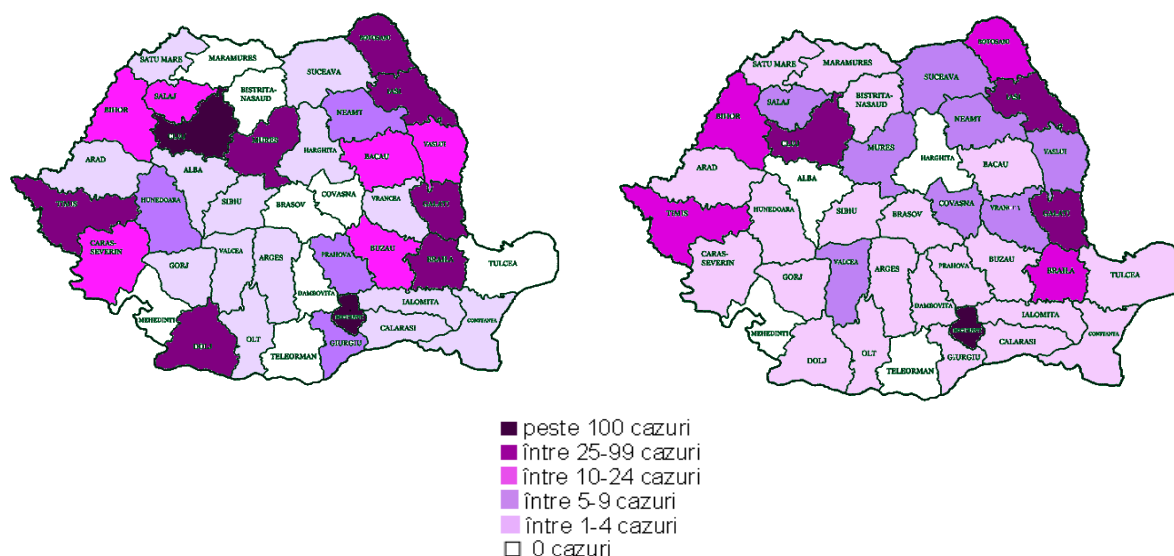 SATU MARE
MARAMURES
SUCEAVA
BISTRITA-
NASAUD
SALAJ
BIHOR
NEAMT
HARGHITA
BACAU
VASLUI
ARAD
ALBA
HUNEDOARA
SIBIU
BRASOV
COVASNA
VRANCEA
CARAS-
SEVERIN
GORJ
VALCEA
ARGES
PRAHOVA
BUZAU
TULCEA
DAMBOVITA
IALOMITA
CALARASI
CONSTANTA
MEHEDINTI
DOLJ
OLT
TELEORMAN
GIURGIU
SATU MARE
MARAMURES
SUCEAVA
BISTRITA-
NASAUD
SALAJ
BIHOR
NEAMT
MURES
HARGHITA
BACAU
VASLUI
ARAD
ALBA
HUNEDOARA
SIBIU
BRASOV
COVASNA
VRANCEA
TIMIS
CARAS-
SEVERIN
GORJ
VALCEA
ARGES
PRAHOVA
BUZAU
BRAILA
TULCEA
DAMBOVITA
IALOMITA
CALARASI
CONSTANTA
MEHEDINTI
DOLJ
OLT
TELEORMAN
GIURGIU
peste 100 cazuri
între 25-99 cazuri
între 10-24 cazuri
între 5-9 cazuri
între 1-4 cazuri
0 cazuri